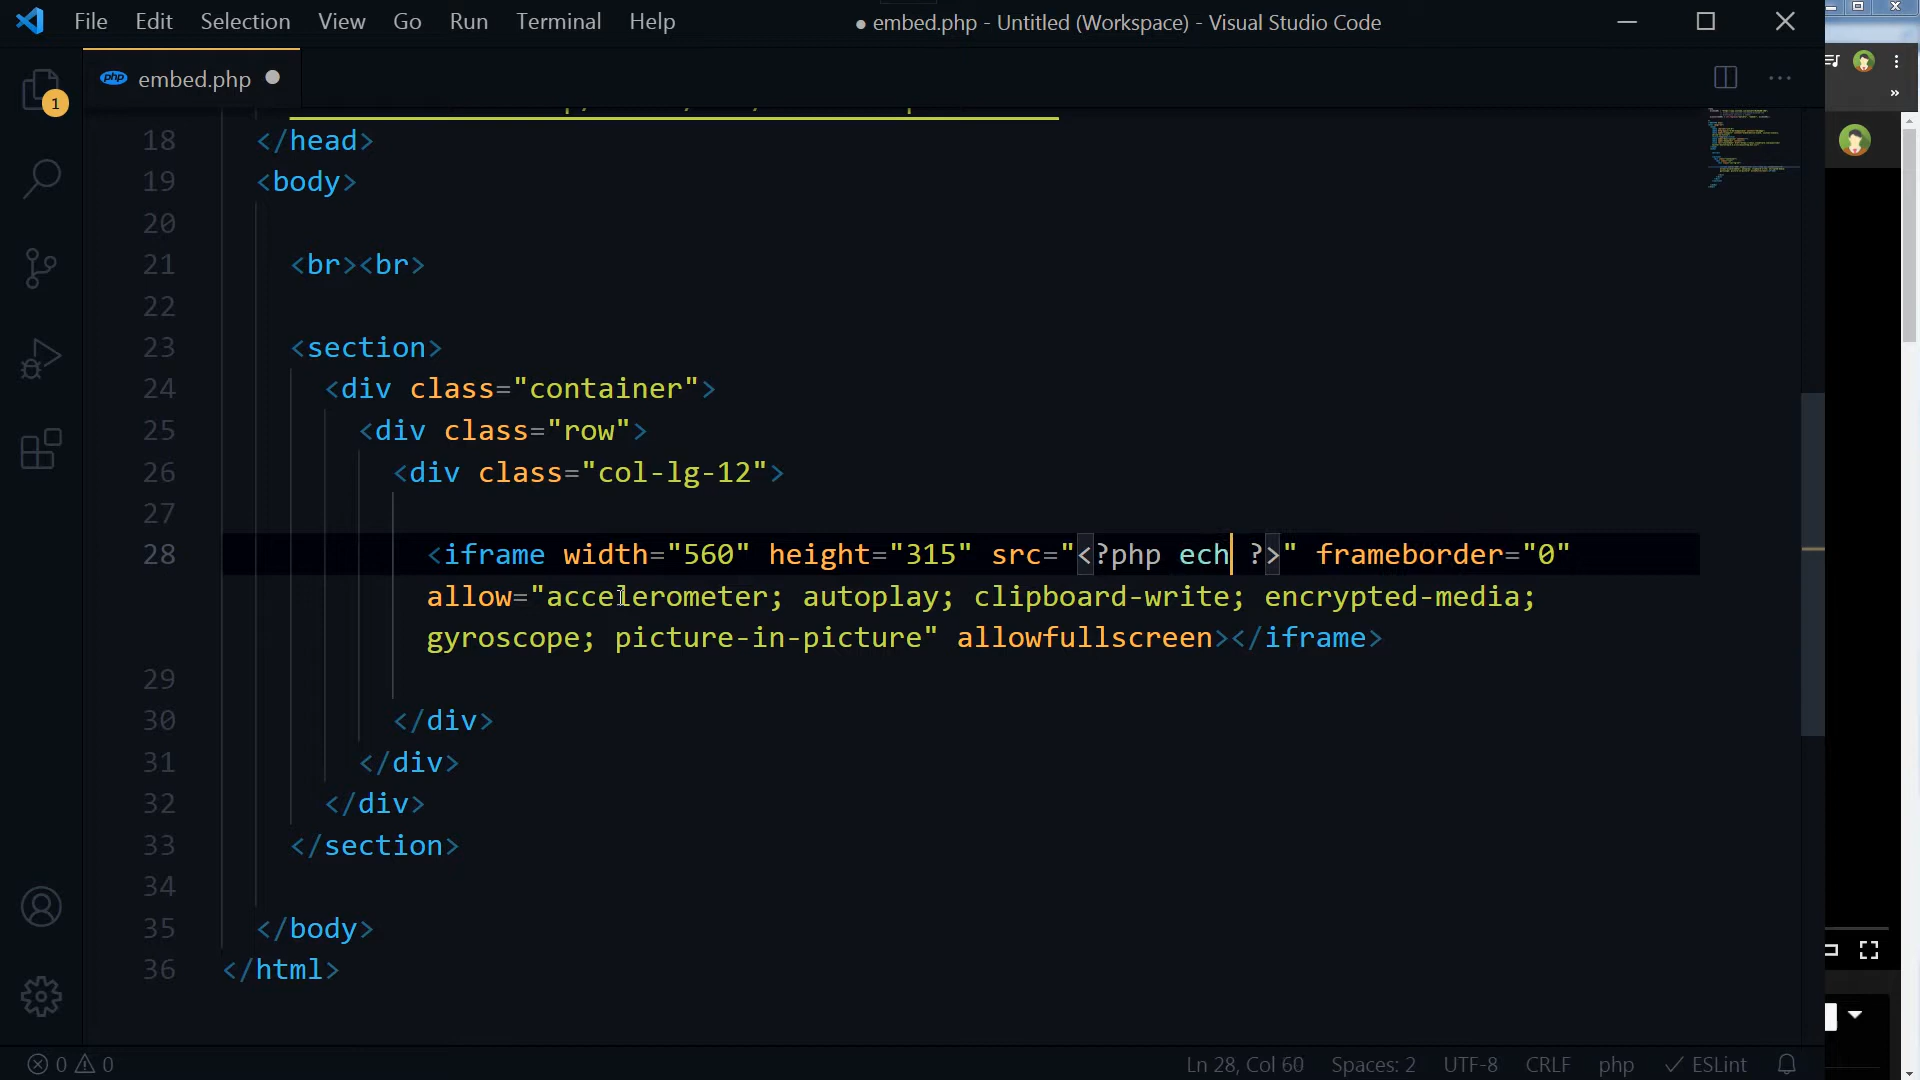 File Edit Selection View Go Run Terminal Help ● embed.php - Untitled (Workspace) - Visual Studio Code
php embed.php
1
18 </head>
19 <body>
20
21 <br><br>
22
23 <section>
24 <div class="container">
25 <div class="row">
26 <div class="col-lg-12">
27
28 <iframe width="560" height="315" src="<?php ech ?>" frameborder="0"
allow="accelerometer; autoplay; clipboard-write; encrypted-media;
gyroscope; picture-in-picture" allowfullscreen></iframe>
29
30 </div>
31 </div>
32 </div>
33 </section>
34
35 </body>
36 </html>
0 0 Ln 28, Col 60 Spaces: 2 UTF-8 CRLF php ESLint